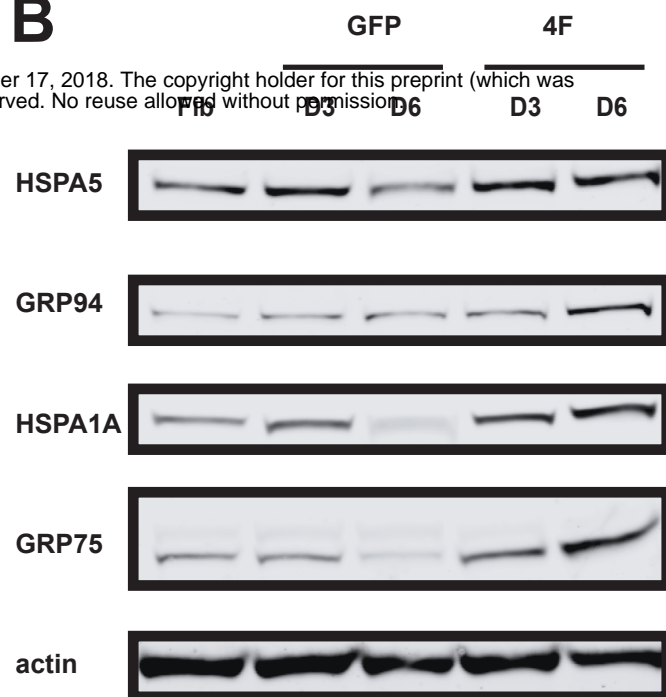 B
GFP 4F
er 17, 2018. The copyright holder for this preprint (which was
rved. No reuse allowed without permission.
Fib D3 D6 D3 D6
HSPA5
GRP94
HSPA1A
GRP75
actin